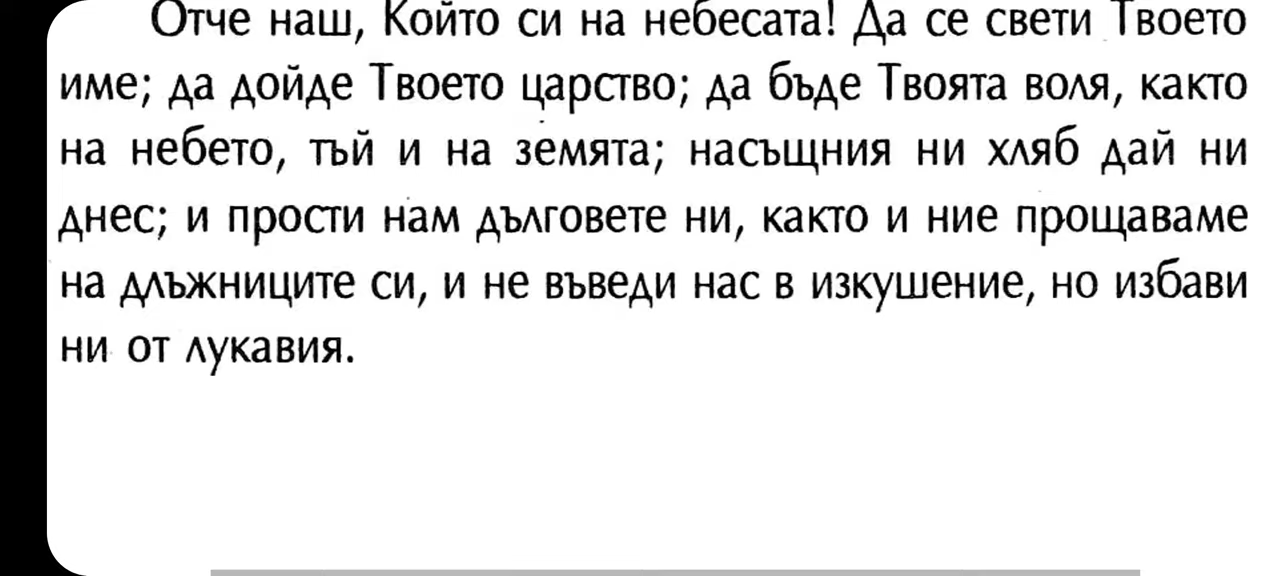 Отче наш, Който си на небесата! Да се свети Твоето
име; да дойде Твоето царство; да бъде Твоята воля, както
на небето, тъй и на земята; насъщния ни хляб дай ни
днес; и прости нам дълговете ни, както и ние прощаваме
на длъжниците си, и не въведи нас в изкушение, но избави
ни от лукавия.